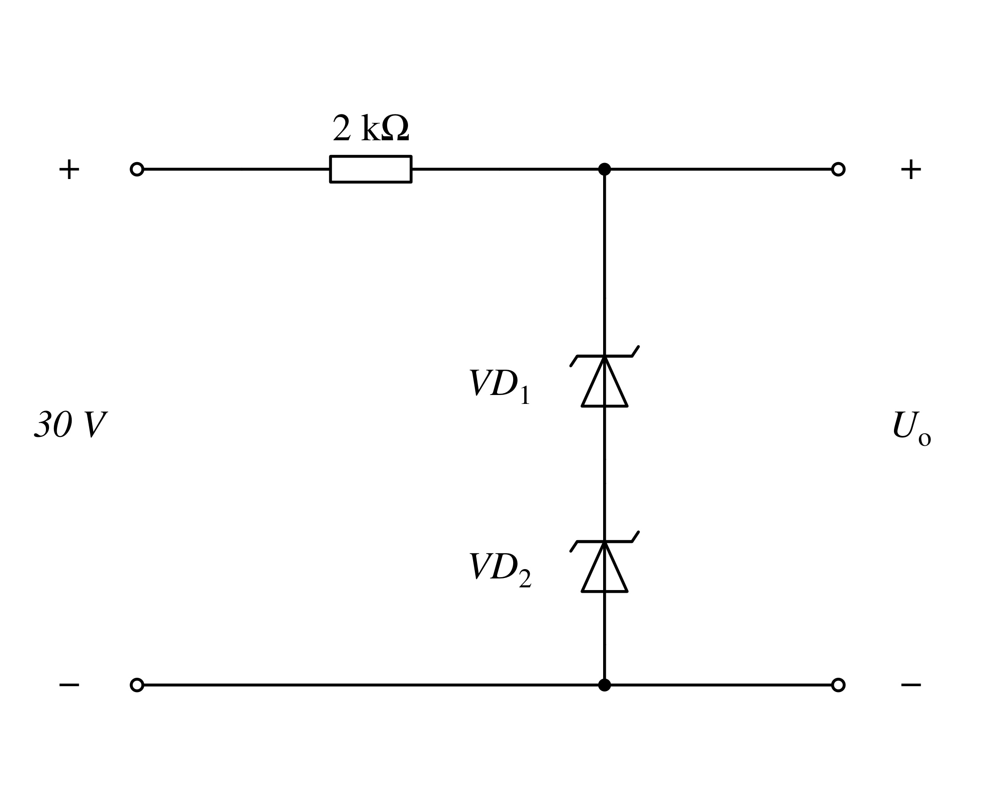 2 kΩ
+ +
VD1
30 V Uo
VD2
− −